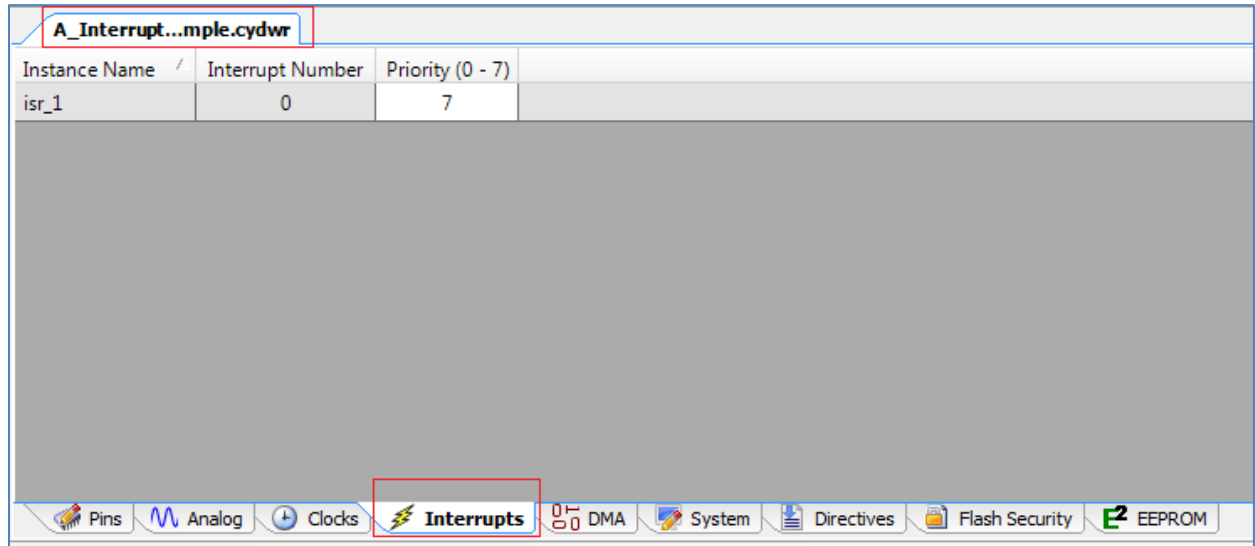 A_Interrupt...mple.cydwr
Instance Name Interrupt Number Priority (0 - 7)
isr_1 0 7
Pins Analog Clocks Interrupts DMA System Directives Flash Security E2 EEPROM